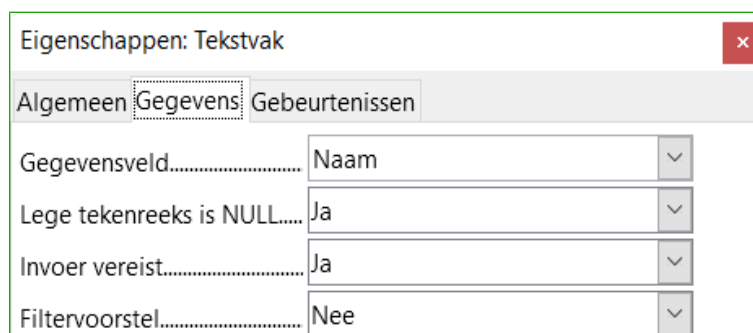 Eigenschappen: Tekstvak
Algemeen Gegevens Gebeurtenissen
Gegevensveld............................ Naam
Lege tekenreeks is NULL..... Ja
Invoer vereist............................. Ja
Filtervoorstel............................. Nee